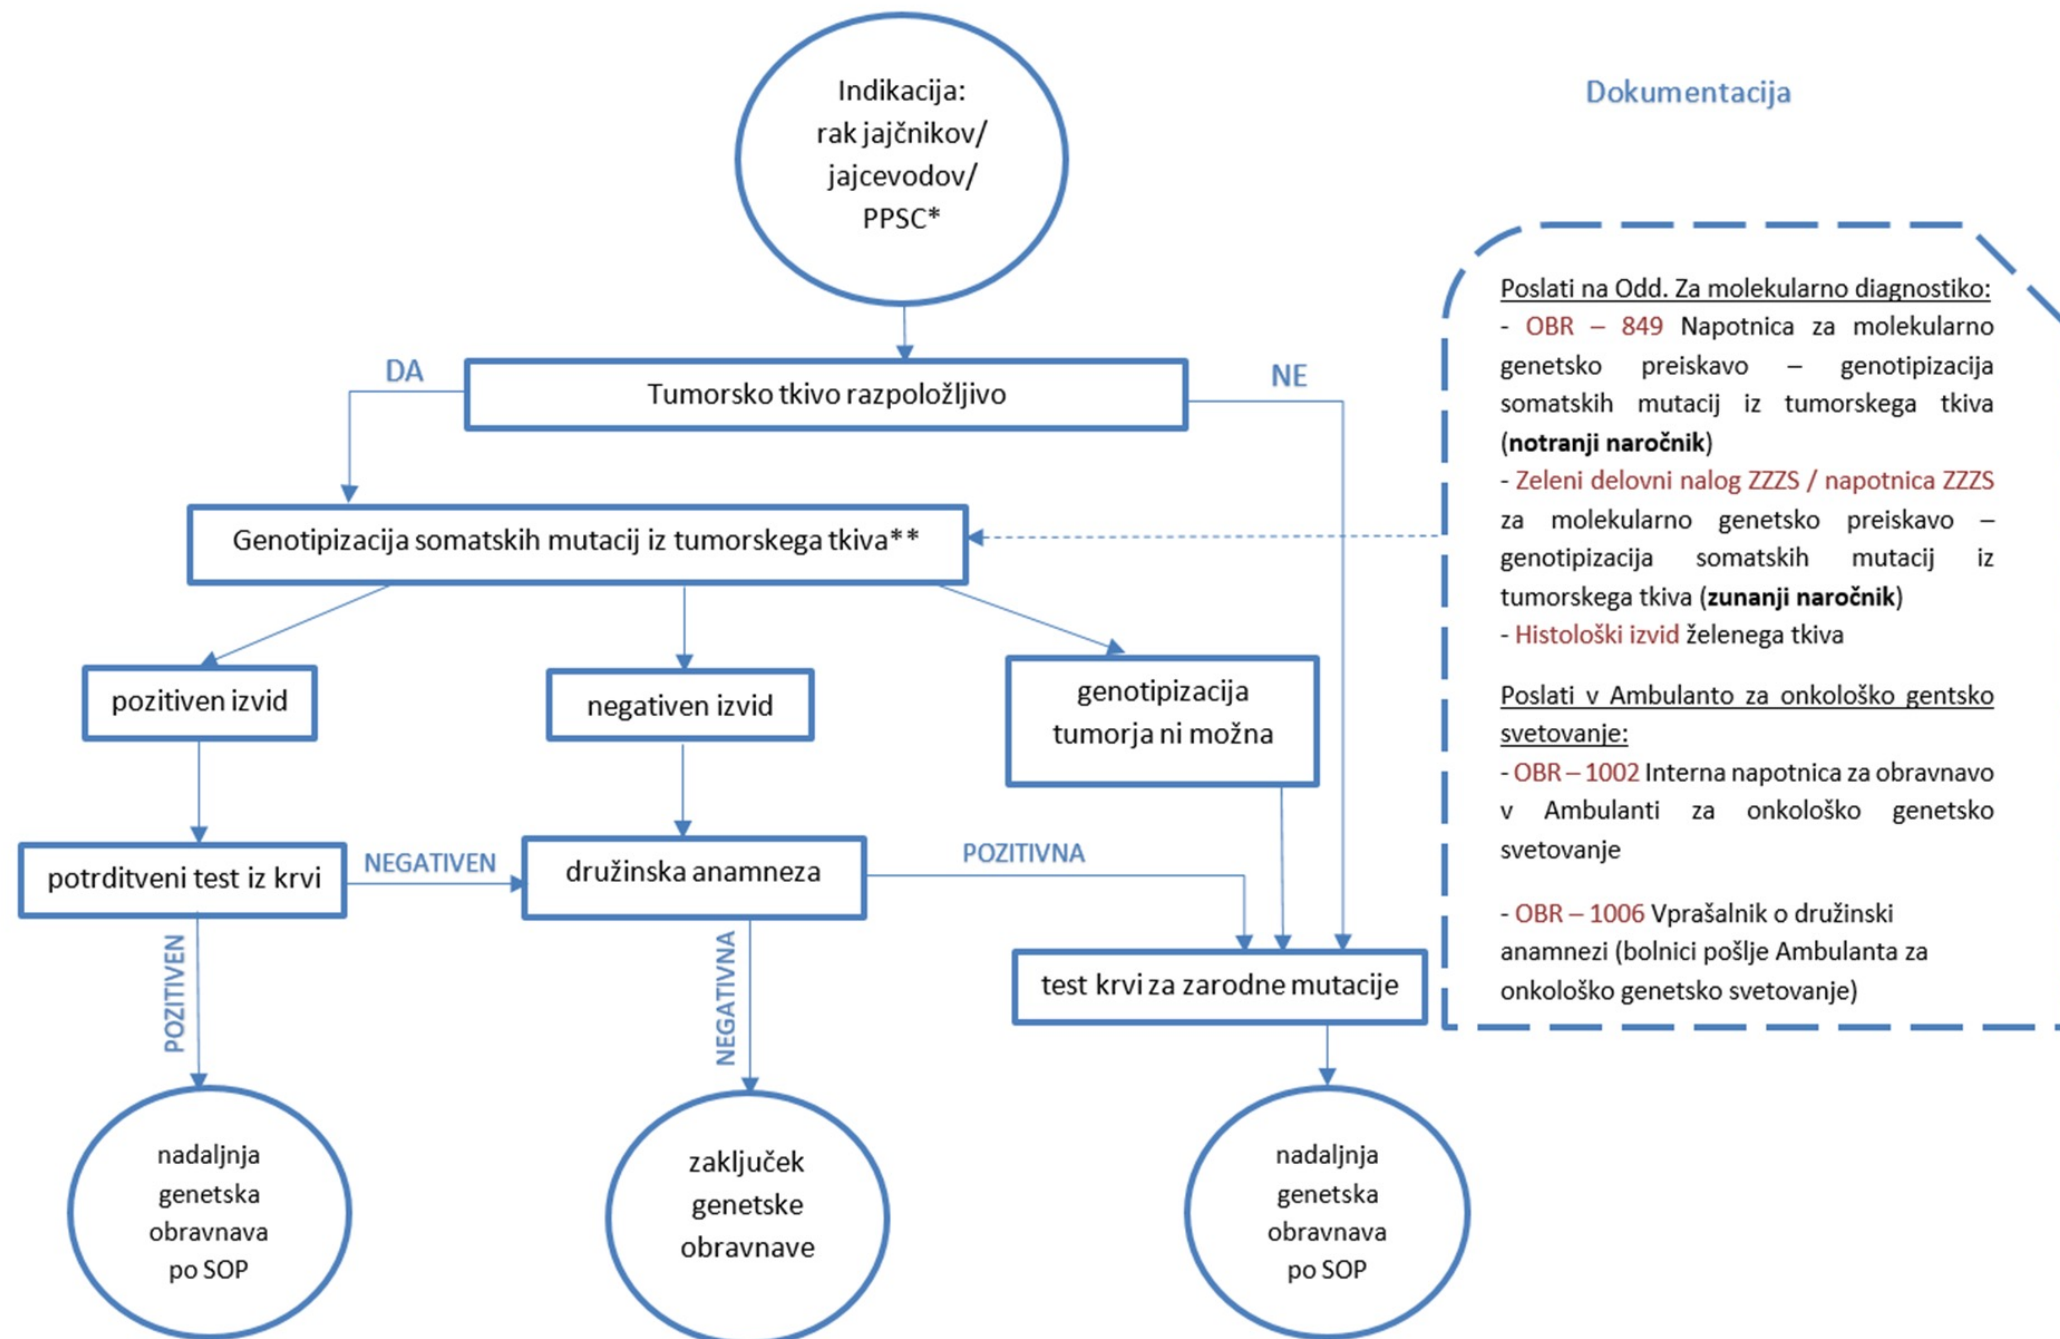 Indikacija:
rak jajčnikov/
jajcevodov/
PPSC*
Dokumentacija
DA
Tumorsko tkivo razpoložljivo
NE
Genotipizacija somatskih mutacij iz tumorskega tkiva**
pozitiven izvid
negativen izvid
genotipizacija
tumorja ni možna
potrditveni test iz krvi
NEGATIVEN
družinska anamneza
POZITIVNA
POZITIVEN
NEGATIVNA
test krvi za zarodne mutacije
nadaljnja
genetska
obravnava
po SOP
zaključek
genetske
obravnave
nadaljnja
genetska
obravnava
po SOP
Poslati na Odd. Za molekularno diagnostiko:
- OBR – 849 Napotnica za molekularno
genetsko preiskavo – genotipizacija
somatskih mutacij iz tumorskega tkiva
(notranji naročnik)
- Zeleni delovni nalog ZZZS / napotnica ZZZS
za molekularno genetsko preiskavo –
genotipizacija somatskih mutacij iz
tumorskega tkiva (zunanji naročnik)
- Histološki izvid želenega tkiva
Poslati v Ambulanto za onkološko gentsko
svetovanje:
- OBR – 1002 Interna napotnica za obravnavo
v Ambulanti za onkološko genetsko
svetovanje
- OBR – 1006 Vprašalnik o družinski
anamnezi (bolnici pošlje Ambulanta za
onkološko genetsko svetovanje)